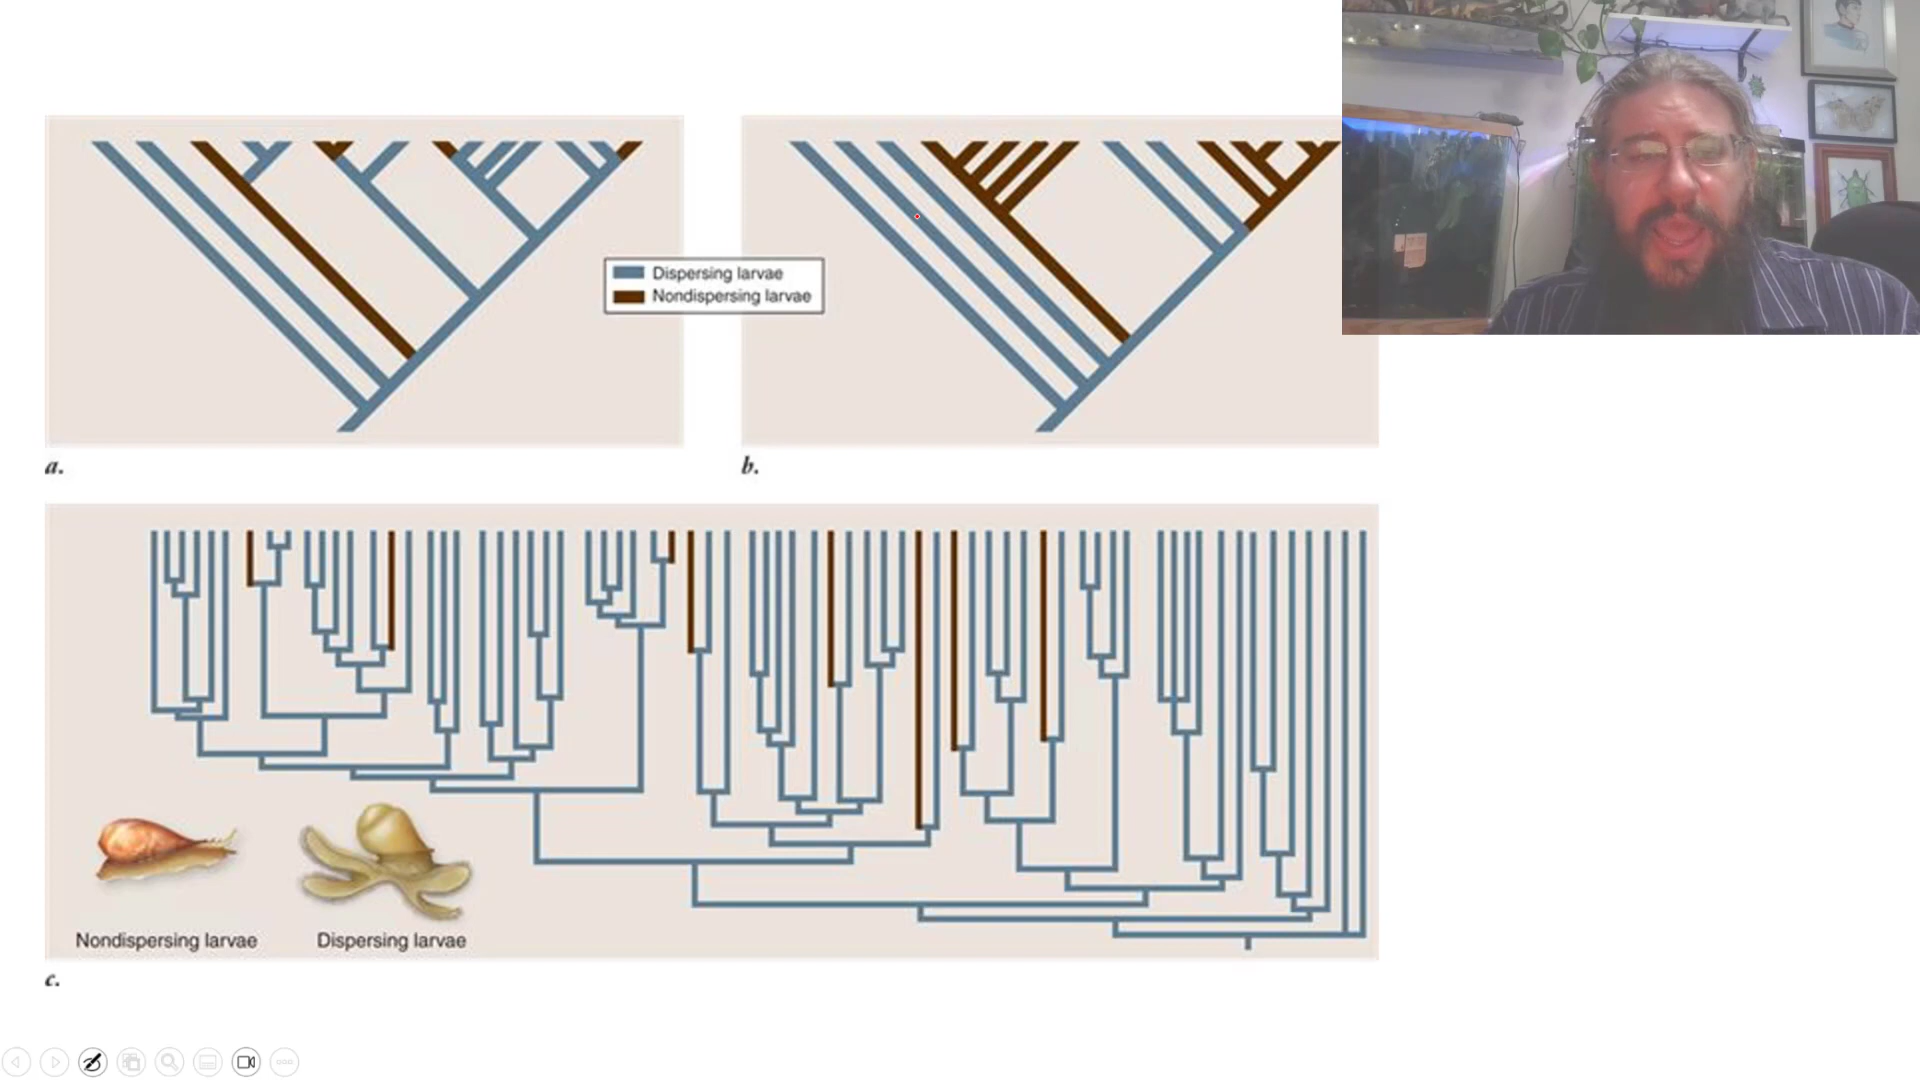 Dispersing larvae
Nondispersing larvae
a.
b.
Nondispersing larvae
Dispersing larvae
c.